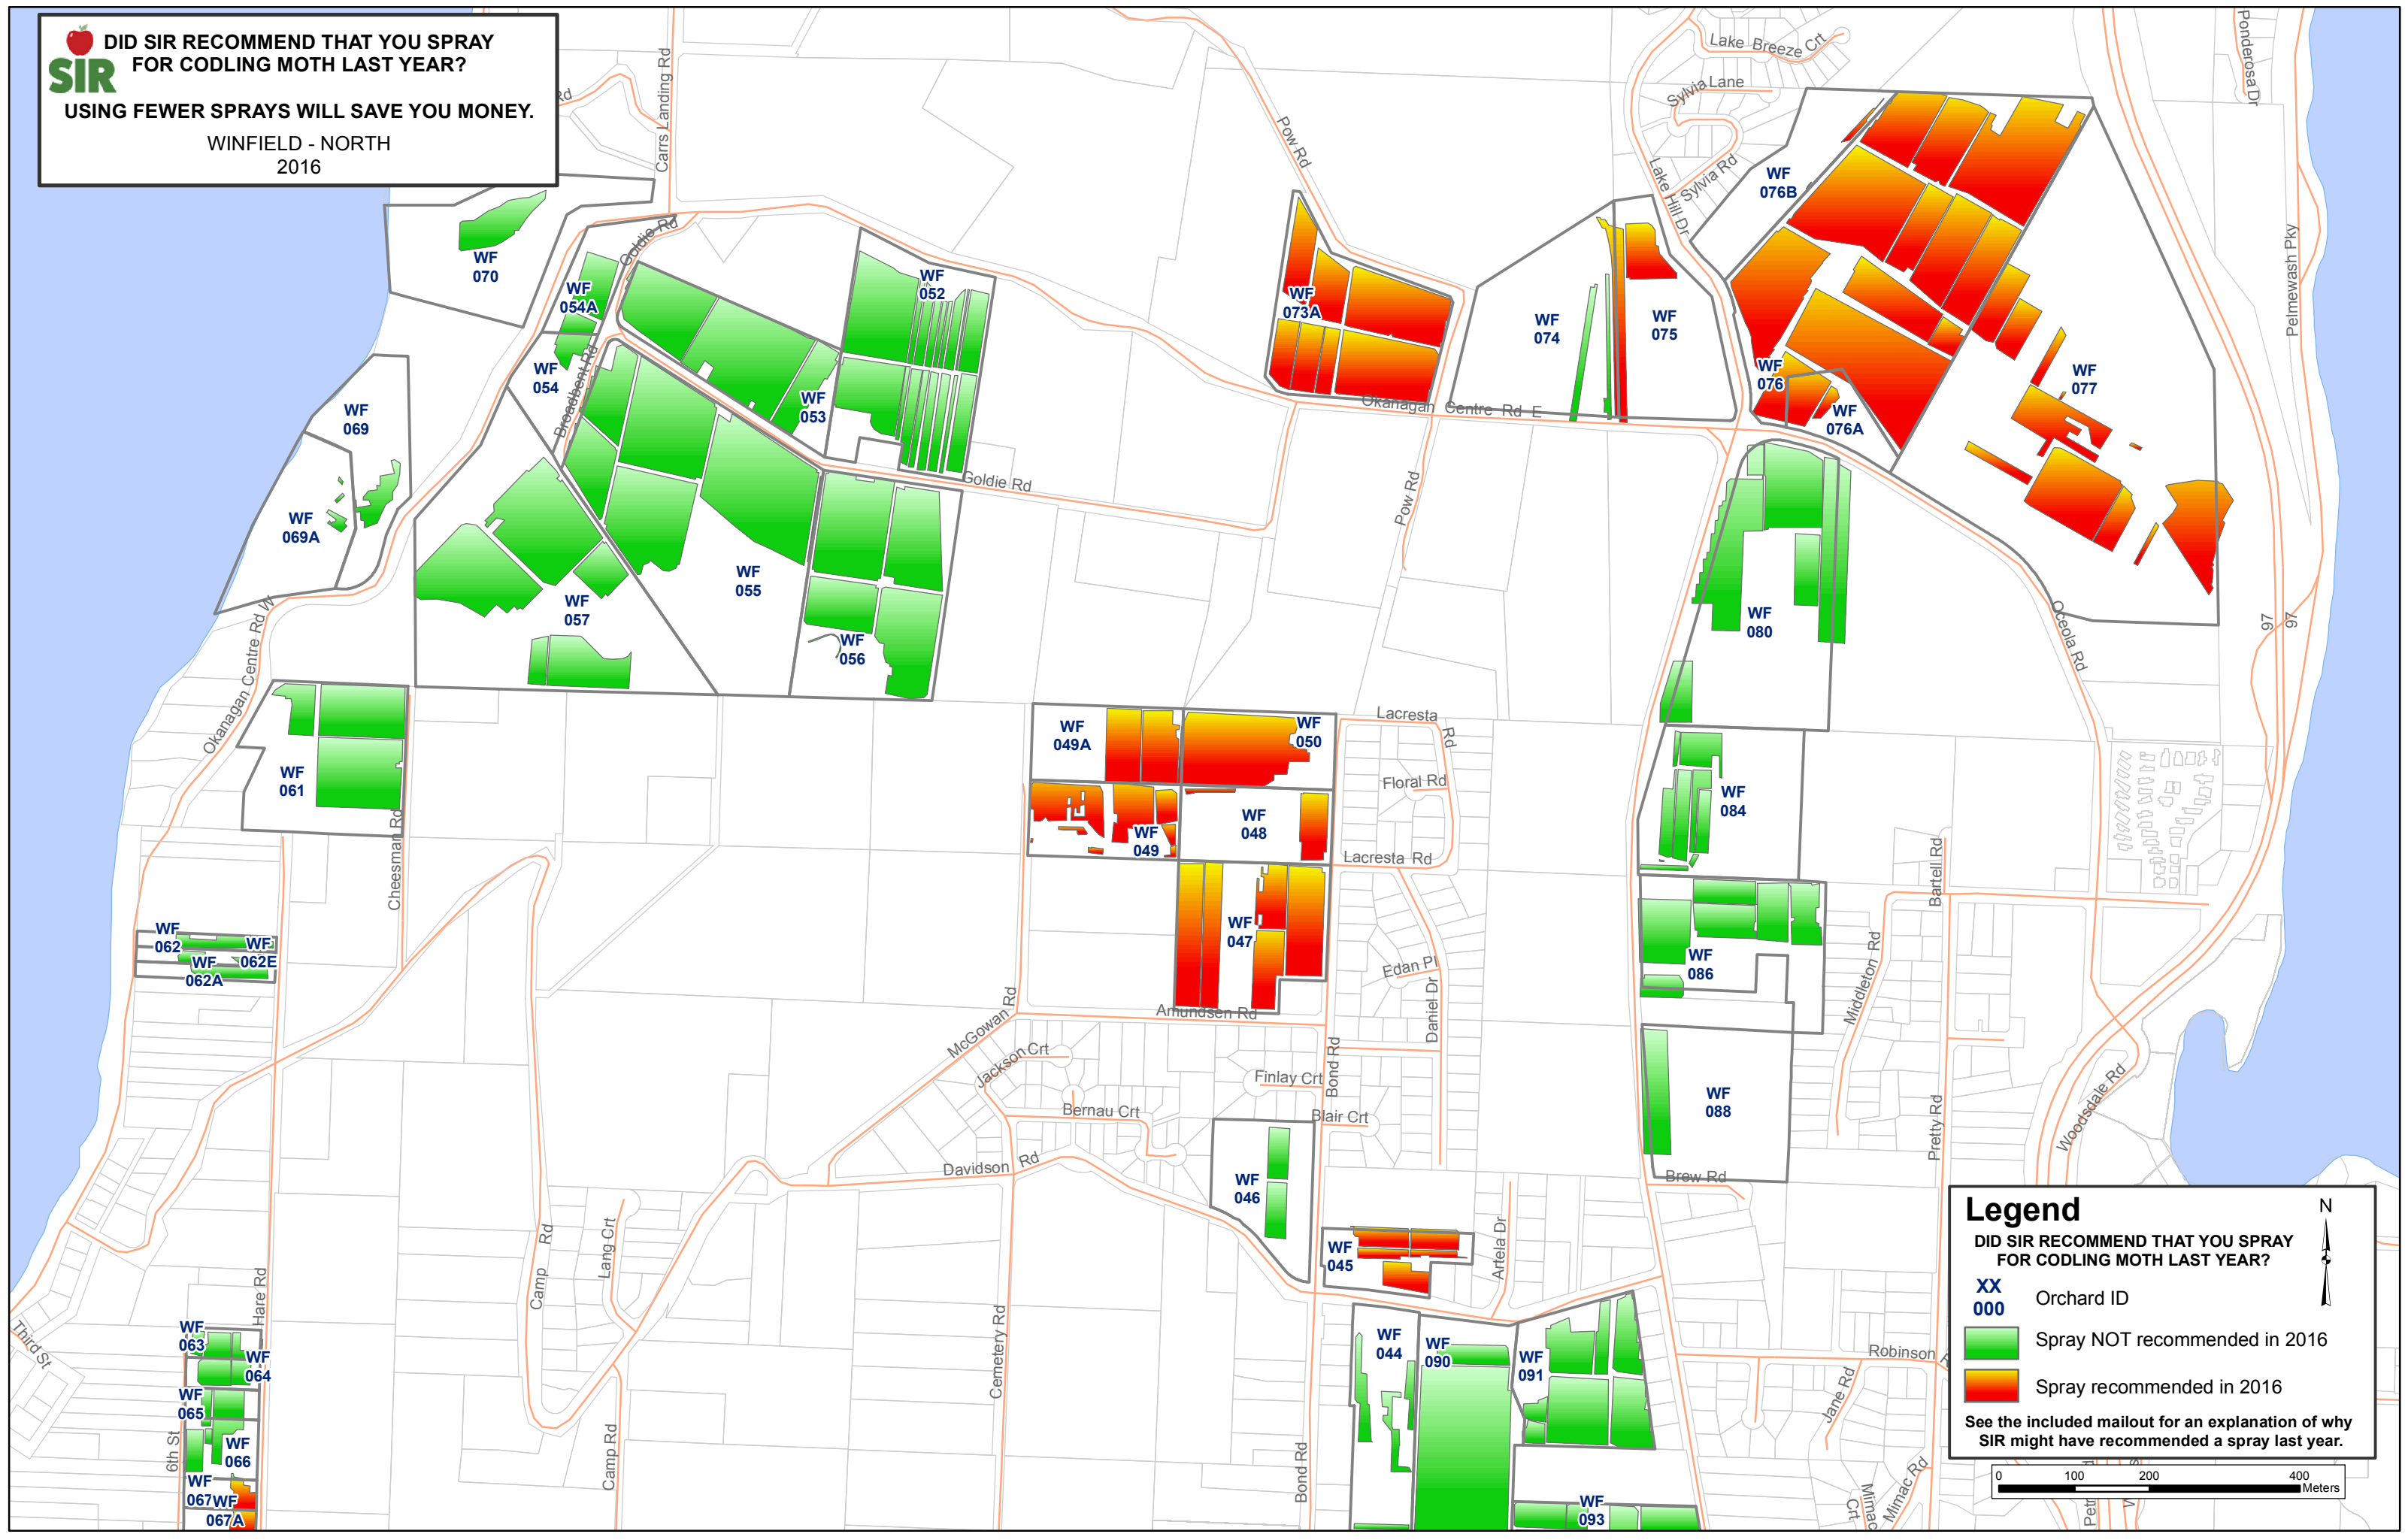 DID SIR RECOMMEND THAT YOU SPRAY
FOR CODLING MOTH LAST YEAR?
SIR
USING FEWER SPRAYS WILL SAVE YOU MONEY.
WINFIELD - NORTH
2016
Rd
Carrs Landing Rd
Goldie Rd
Pow Rd
Lake Breeze Crt
Sylvia Lane
Sylvia Rd
Lake Hill Dr
Ponderosa Dr
Pelmewash Pky
WF
070
WF
054A
WF
052
WF
073A
WF
074
WF
075
WF
076B
WF
054
Broadbent Rd
WF
053
WF
076
WF
076A
WF
077
Okanagan Centre Rd E
WF
069
WF
069A
Goldie Rd
Pow Rd
WF
055
WF
057
WF
056
WF
080
Oceola Rd
97
97
Okanagan Centre Rd W
WF
061
Cheesman Rd
WF
049A
WF
050
Lacresta
Rd
Floral Rd
WF
049
WF
048
Lacresta Rd
WF
084
Bartell Rd
WF
062
WF
062E
WF
062A
WF
047
Edan Pl
Daniel Dr
WF
086
Middleton Rd
McGowan Rd
Amundsen Rd
Jackson Crt
Finlay Crt
Bond Rd
Bernau Crt
Blair Crt
WF
088
Pretty Rd
Woodsdale Rd
Davidson Rd
WF
046
Brew Rd
Camp Rd
Lang Crt
WF
045
Artela Dr
Hare Rd
Third St
Cemetery Rd
WF
063
WF
064
WF
065
WF
066
6th St
WF
067
WF
067A
Camp Rd
Bond Rd
WF
044
WF
090
WF
091
WF
093
Robinson R
Jane Rd
Mimac
Crt
Mimac Rd
Legend
N
DID SIR RECOMMEND THAT YOU SPRAY
FOR CODLING MOTH LAST YEAR?
XX
000
Orchard ID
Spray NOT recommended in 2016
Spray recommended in 2016
See the included mailout for an explanation of why
SIR might have recommended a spray last year.
0 100 200 400
Meters